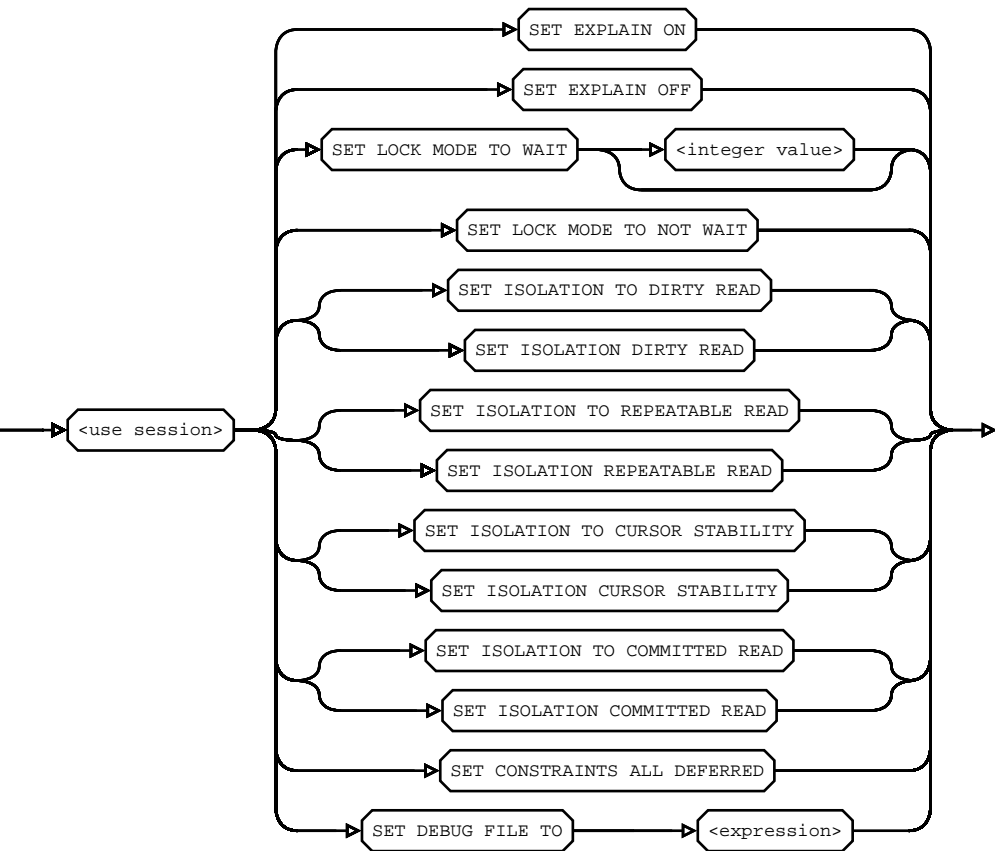 SET EXPLAIN ON
SET EXPLAIN OFF
SET LOCK MODE TO WAIT <integer value>
SET LOCK MODE TO NOT WAIT
SET ISOLATION TO DIRTY READ
SET ISOLATION DIRTY READ
SET ISOLATION TO REPEATABLE READ
<use session>
SET ISOLATION REPEATABLE READ
SET ISOLATION TO CURSOR STABILITY
SET ISOLATION CURSOR STABILITY
SET ISOLATION TO COMMITTED READ
SET ISOLATION COMMITTED READ
SET CONSTRAINTS ALL DEFERRED
SET DEBUG FILE TO <expression>